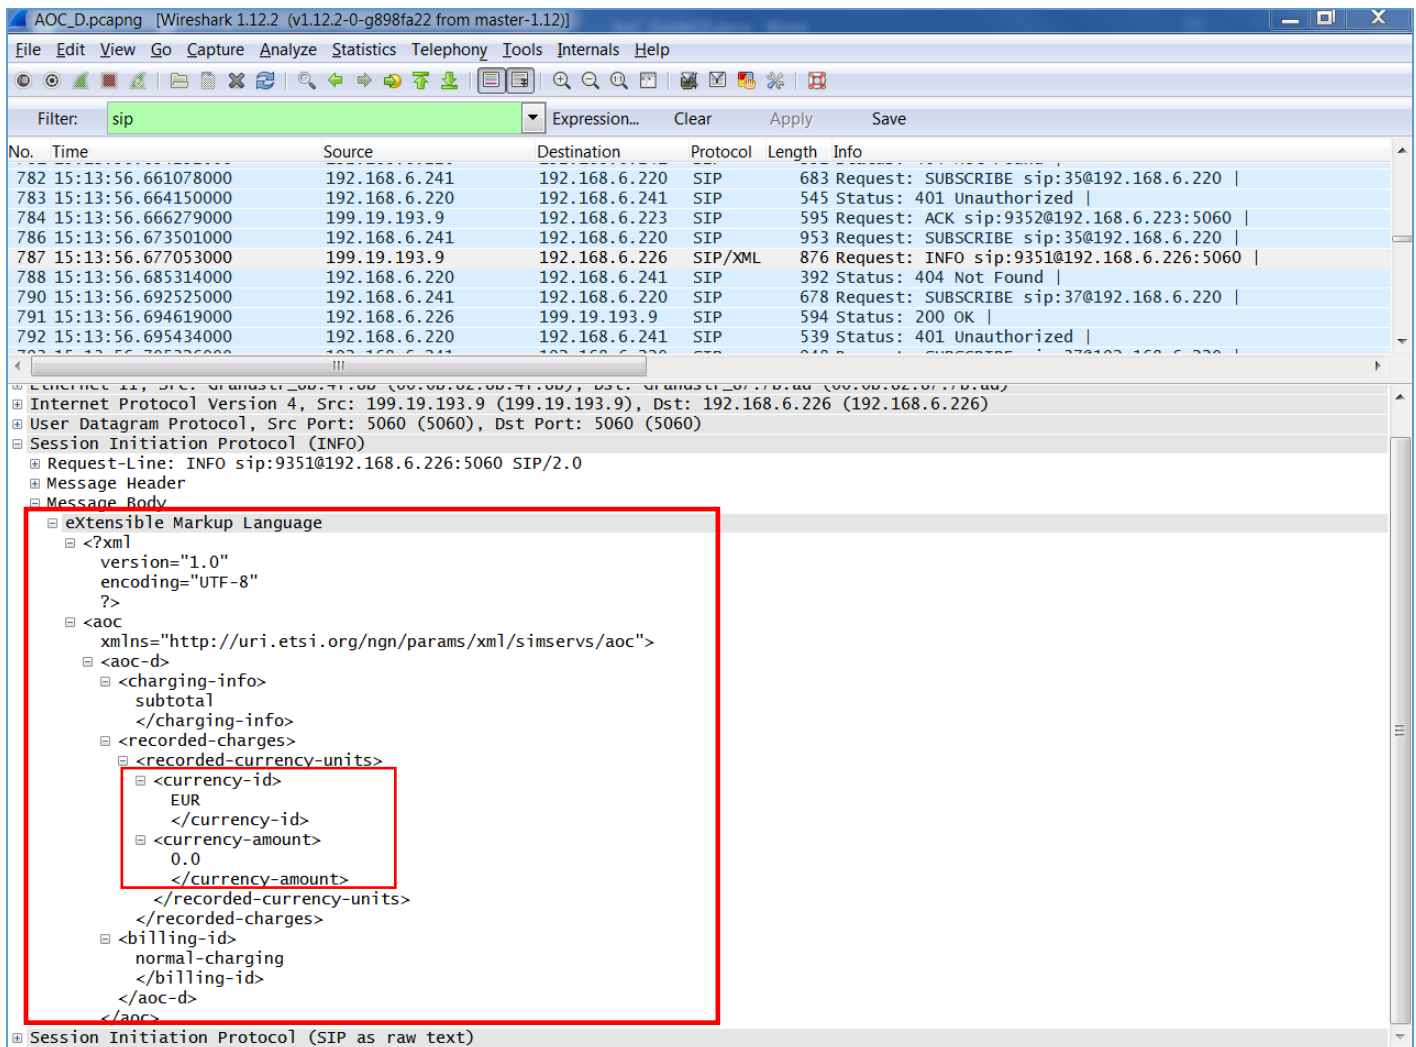 AOC_D.pcapng [Wireshark 1.12.2 (v1.12.2-0-g898fa22 from master-1.12)]
File Edit View Go Capture Analyze Statistics Telephony Tools Internals Help
Filter: sip Expression... Clear Apply Save
No. Time Source Destination Protocol Length Info
782 15:13:56.661078000 192.168.6.241 192.168.6.220 SIP 683 Request: SUBSCRIBE sip:35@192.168.6.220 |
783 15:13:56.664150000 192.168.6.220 192.168.6.241 SIP 545 Status: 401 Unauthorized |
784 15:13:56.666279000 199.19.193.9 192.168.6.223 SIP 595 Request: ACK sip:9352@192.168.6.223:5060 |
786 15:13:56.673501000 192.168.6.241 192.168.6.220 SIP 953 Request: SUBSCRIBE sip:35@192.168.6.220 |
787 15:13:56.677053000 199.19.193.9 192.168.6.226 SIP/XML 876 Request: INFO sip:9351@192.168.6.226:5060 |
788 15:13:56.685314000 192.168.6.220 192.168.6.241 SIP 392 Status: 404 Not Found |
790 15:13:56.692525000 192.168.6.241 192.168.6.220 SIP 678 Request: SUBSCRIBE sip:37@192.168.6.220 |
791 15:13:56.694619000 192.168.6.226 199.19.193.9 SIP 594 Status: 200 OK |
792 15:13:56.695434000 192.168.6.220 192.168.6.241 SIP 539 Status: 401 Unauthorized |
Internet Protocol Version 4, Src: 199.19.193.9 (199.19.193.9), Dst: 192.168.6.226 (192.168.6.226)
User Datagram Protocol, Src Port: 5060 (5060), Dst Port: 5060 (5060)
Session Initiation Protocol (INFO)
Request-Line: INFO sip:9351@192.168.6.226:5060 SIP/2.0
Message Header
Message Body
eXtensible Markup Language
<?xml
version="1.0"
encoding="UTF-8"
?>
<aoc
xmlns="http://uri.etsi.org/ngn/params/xml/simservs/aoc">
<aoc-d>
<charging-info>
subtotal
</charging-info>
<recorded-charges>
<recorded-currency-units>
<currency-id>
EUR
</currency-id>
<currency-amount>
0.0
</currency-amount>
</recorded-currency-units>
</recorded-charges>
<billing-id>
normal-charging
</billing-id>
</aoc-d>
</aoc>
Session Initiation Protocol (SIP as raw text)